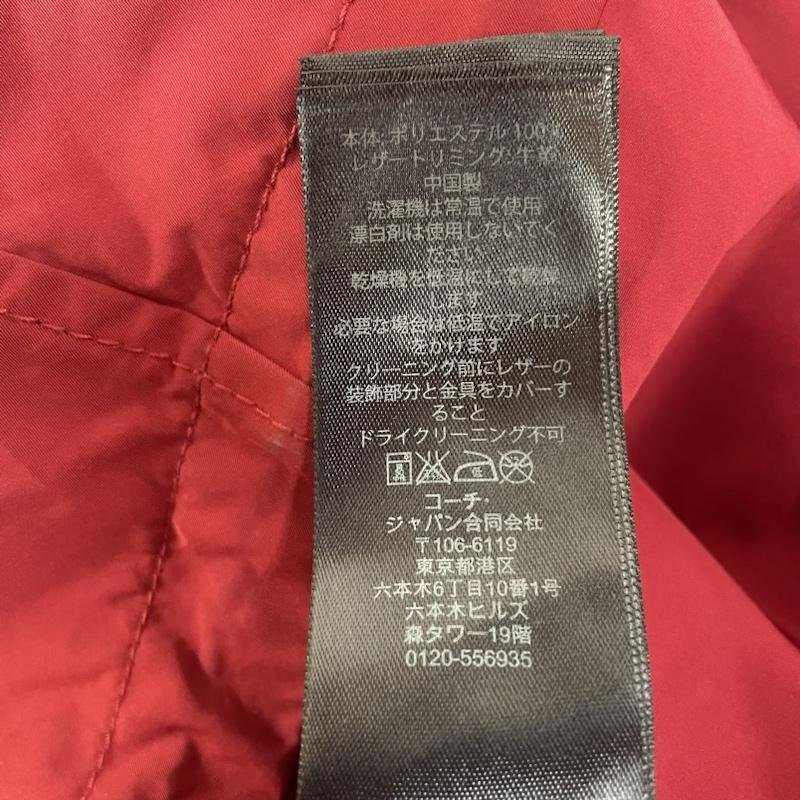 本体:ポリエステル 100%
レザートリミング:牛革
中国製
洗濯機は常温で使用
漂白剤は使用しないでく
ださい
乾燥機を低温にして乾燥
します
必要な場合は低温でアイロン
をかけます
クリーニング前にレザーの
装飾部分と金具をカバーす
ること
ドライクリーニング不可
コーチ・
ジャパン合同会社
〒106-6119
東京都港区
六本木6丁目10番1号
六本木ヒルズ
森タワー19階
0120-556935